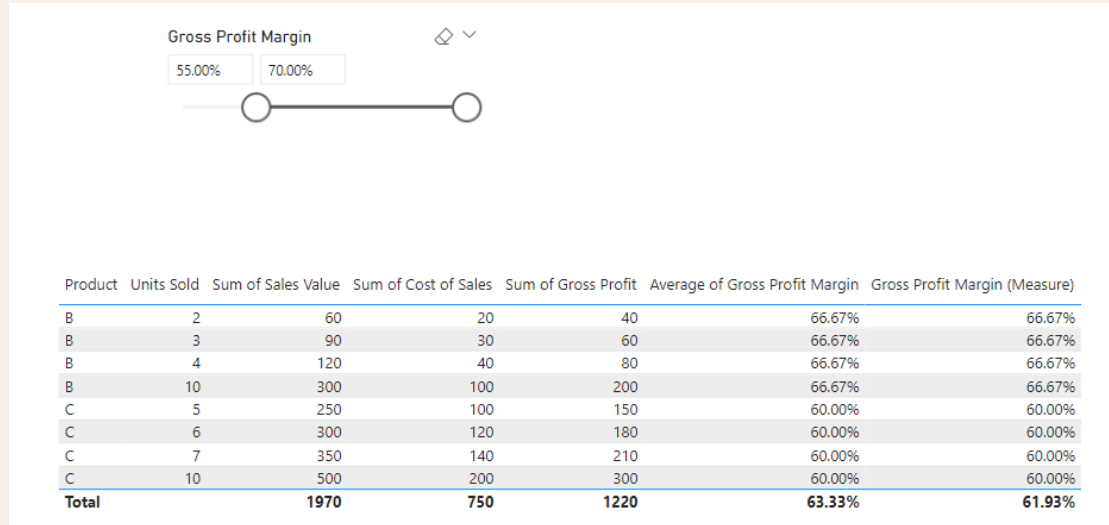 Gross Profit Margin
55.00% 70.00%
Product Units Sold Sum of Sales Value Sum of Cost of Sales Sum of Gross Profit Average of Gross Profit Margin Gross Profit Margin (Measure)
B 2 60 20 40 66.67% 66.67%
B 3 90 30 60 66.67% 66.67%
B 4 120 40 80 66.67% 66.67%
B 10 300 100 200 66.67% 66.67%
C 5 250 100 150 60.00% 60.00%
C 6 300 120 180 60.00% 60.00%
C 7 350 140 210 60.00% 60.00%
C 10 500 200 300 60.00% 60.00%
Total 1970 750 1220 63.33% 61.93%